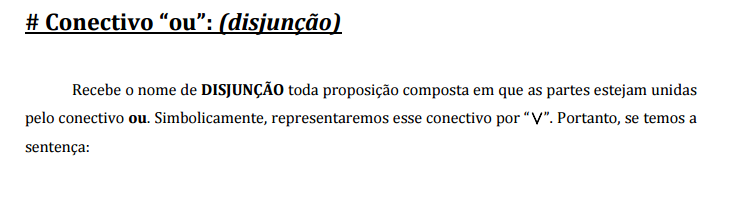 # Conectivo “ou”: (disjunção)
Recebe o nome de DISJUNÇÃO toda proposição composta em que as partes estejam unidas
pelo conectivo ou. Simbolicamente, representaremos esse conectivo por “∨”. Portanto, se temos a
sentença: